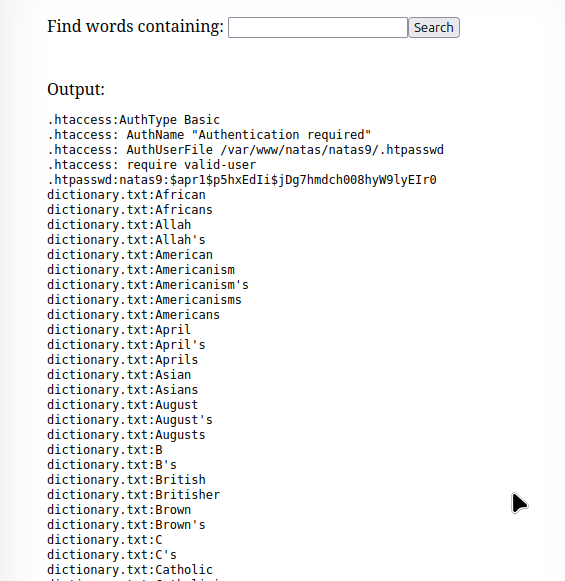 Find words containing: Search
Output:
.htaccess:AuthType Basic
.htaccess: AuthName "Authentication required"
.htaccess: AuthUserFile /var/www/natas/natas9/.htpasswd
.htaccess: require valid-user
.htpasswd:natas9:$apr1$p5hxEdIi$jDg7hmdch008hyW9lyEIr0
dictionary.txt:African
dictionary.txt:Africans
dictionary.txt:Allah
dictionary.txt:Allah's
dictionary.txt:American
dictionary.txt:Americanism
dictionary.txt:Americanism's
dictionary.txt:Americanisms
dictionary.txt:Americans
dictionary.txt:April
dictionary.txt:April's
dictionary.txt:Aprils
dictionary.txt:Asian
dictionary.txt:Asians
dictionary.txt:August
dictionary.txt:August's
dictionary.txt:Augusts
dictionary.txt:B
dictionary.txt:B's
dictionary.txt:British
dictionary.txt:Britisher
dictionary.txt:Brown
dictionary.txt:Brown's
dictionary.txt:C
dictionary.txt:C's
dictionary.txt:Catholic